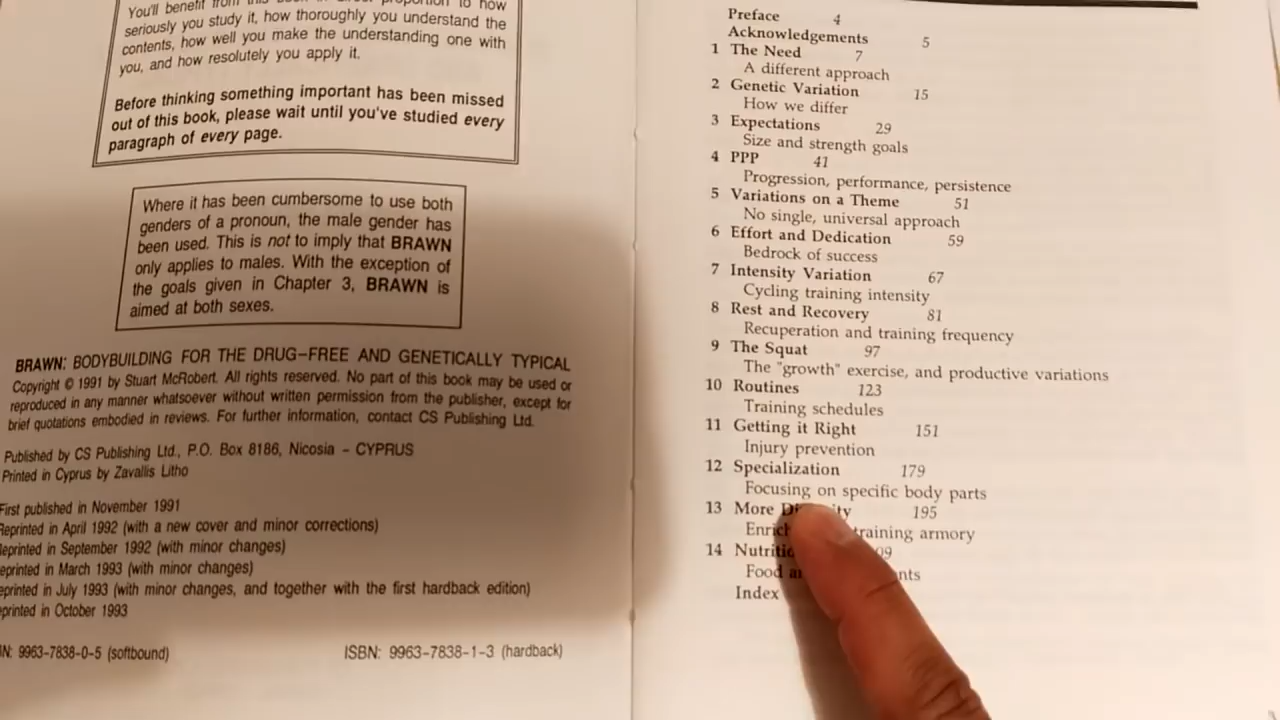 You'll benefit from this book in direct proportion to how
seriously you study it, how thoroughly you understand the
contents, how well you make the understanding one with
you, and how resolutely you apply it.
Before thinking something important has been missed
out of this book, please wait until you've studied every
paragraph of every page.
Where it has been cumbersome to use both
genders of a pronoun, the male gender has
been used. This is not to imply that BRAWN
only applies to males. With the exception of
the goals given in Chapter 3, BRAWN is
aimed at both sexes.
BRAWN: BODYBUILDING FOR THE DRUG-FREE AND GENETICALLY TYPICAL
Copyright © 1991 by Stuart McRobert. All rights reserved. No part of this book may be used or
reproduced in any manner whatsoever without written permission from the publisher, except for
brief quotations embodied in reviews. For further information, contact CS Publishing Ltd.
Published by CS Publishing Ltd., P.O. Box 8186, Nicosia - CYPRUS
Printed in Cyprus by Zavallis Litho
First published in November 1991
Reprinted in April 1992 (with a new cover and minor corrections)
eprinted in September 1992 (with minor changes)
eprinted in March 1993 (with minor changes)
eprinted in July 1993 (with minor changes, and together with the first hardback edition)
eprinted in October 1993
N: 9963-7838-0-5 (softbound) ISBN: 9963-7838-1-3 (hardback)
Preface 4
Acknowledgements 5
1 The Need 7
A different approach
2 Genetic Variation 15
How we differ
3 Expectations 29
Size and strength goals
4 PPP 41
Progression, performance, persistence
5 Variations on a Theme 51
No single, universal approach
6 Effort and Dedication 59
Bedrock of success
7 Intensity Variation 67
Cycling training intensity
8 Rest and Recovery 81
Recuperation and training frequency
9 The Squat 97
The "growth" exercise, and productive variations
10 Routines 123
Training schedules
11 Getting it Right 151
Injury prevention
12 Specialization 179
Focusing on specific body parts
13 More 195
training armory
14
Food
Index